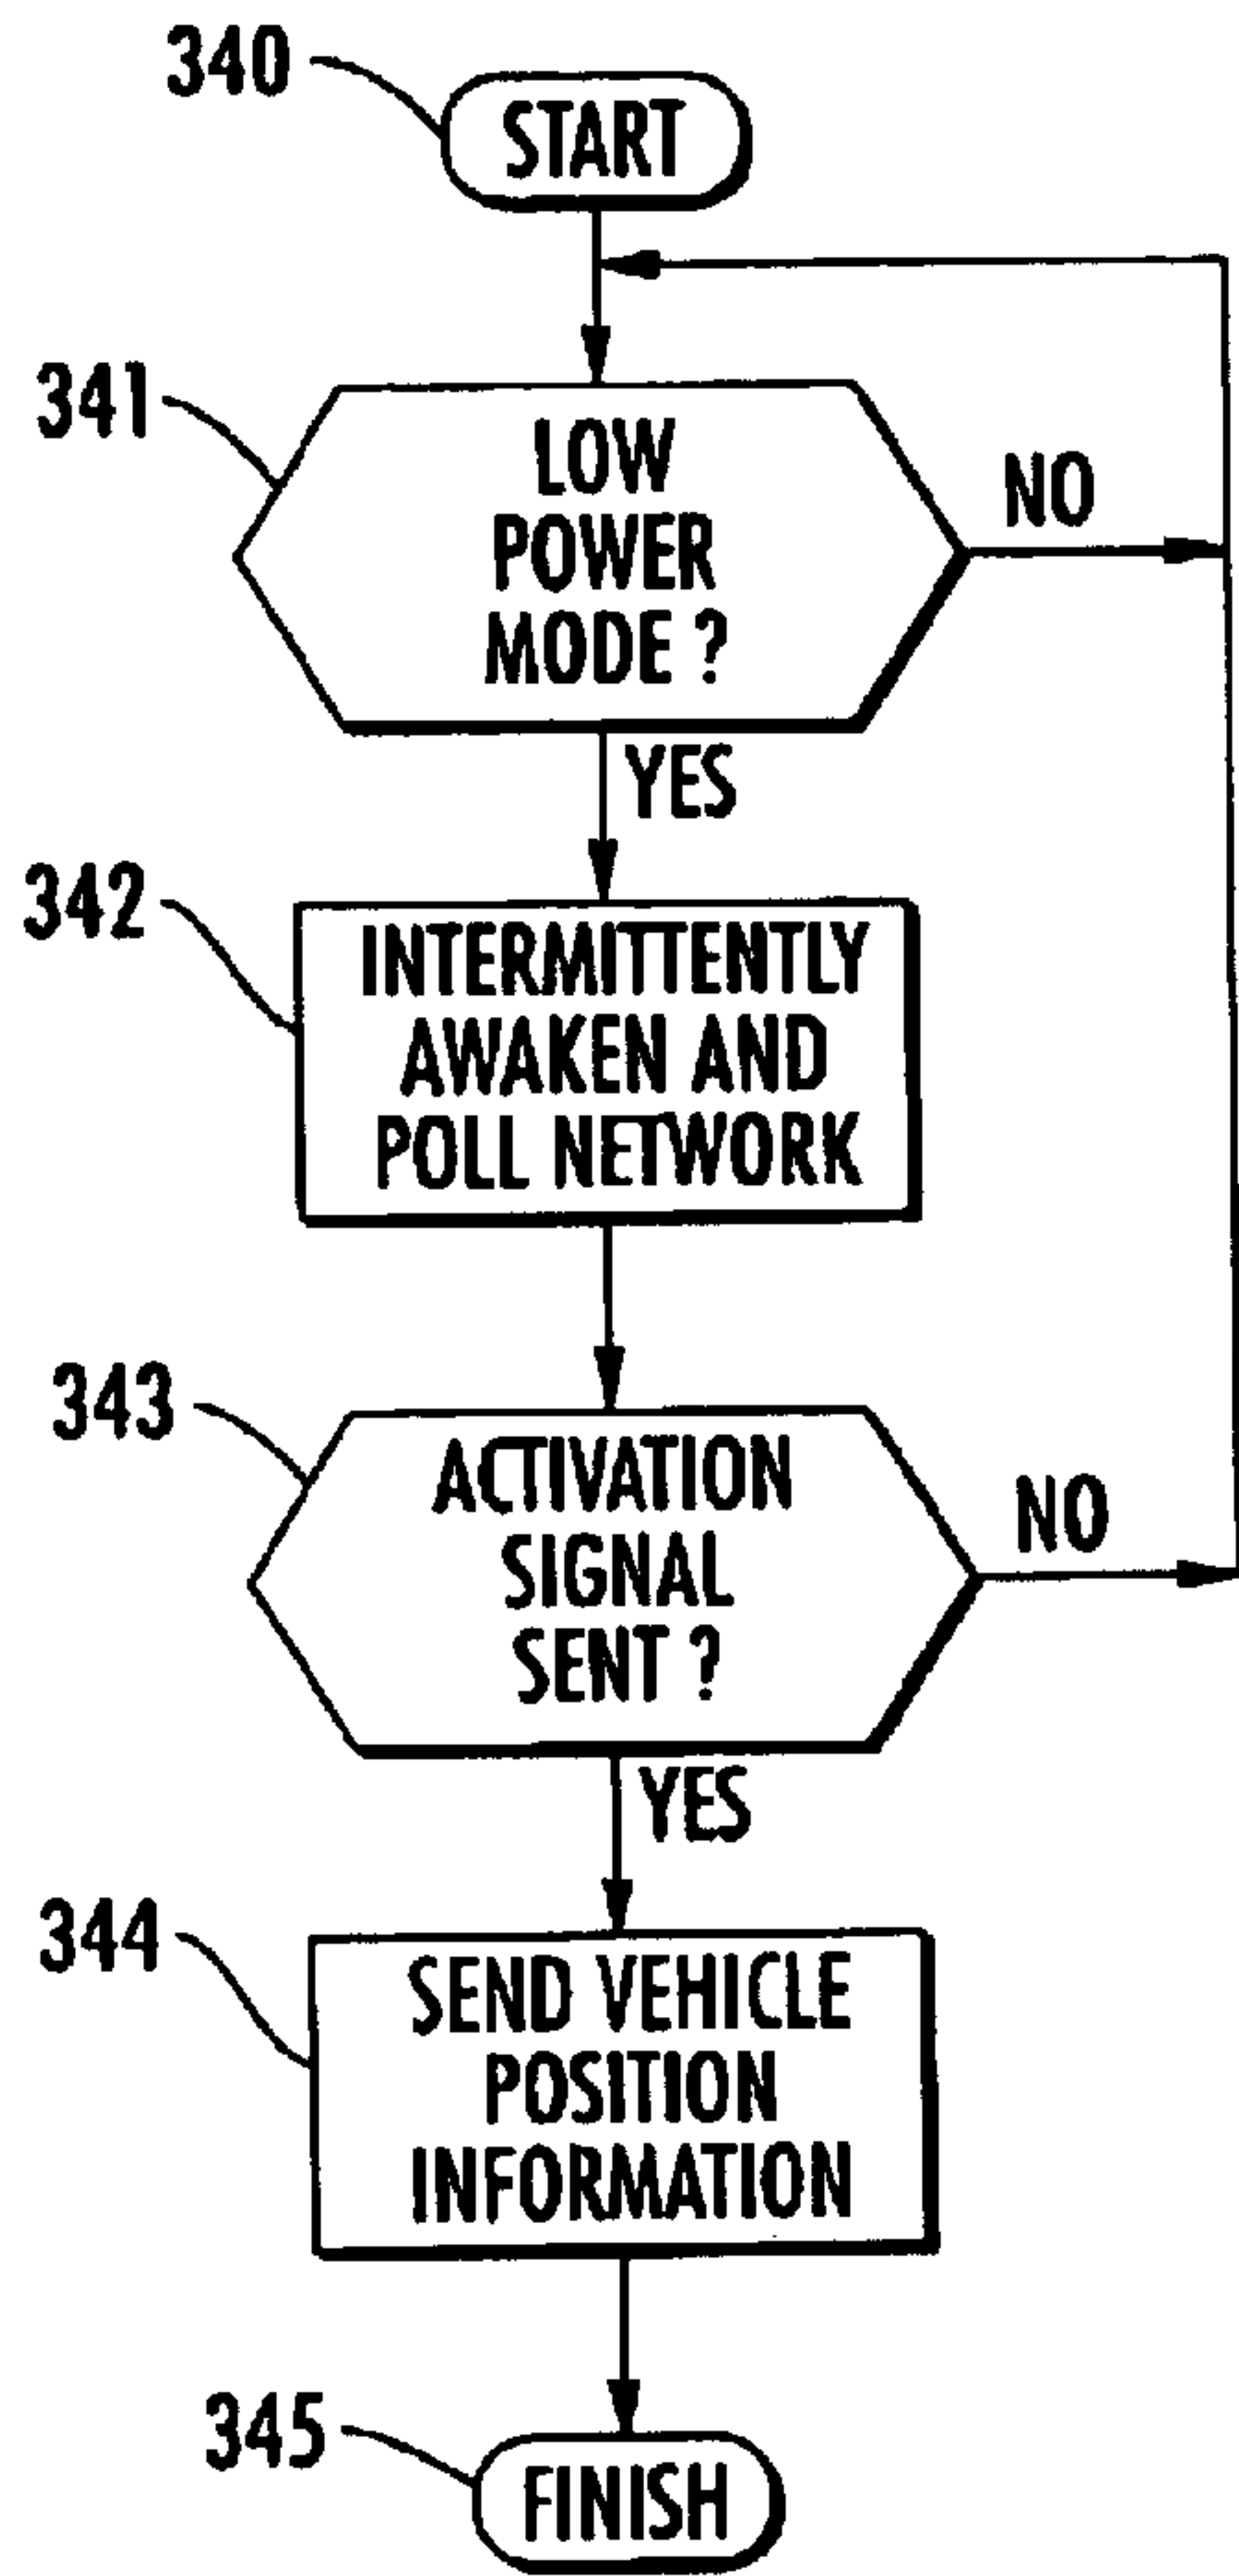 340
START
341
LOW
POWER
MODE ?
NO
YES
342
INTERMITTENTLY
AWAKEN AND
POLL NETWORK
343
ACTIVATION
SIGNAL
SENT ?
NO
YES
344
SEND VEHICLE
POSITION
INFORMATION
345
FINISH